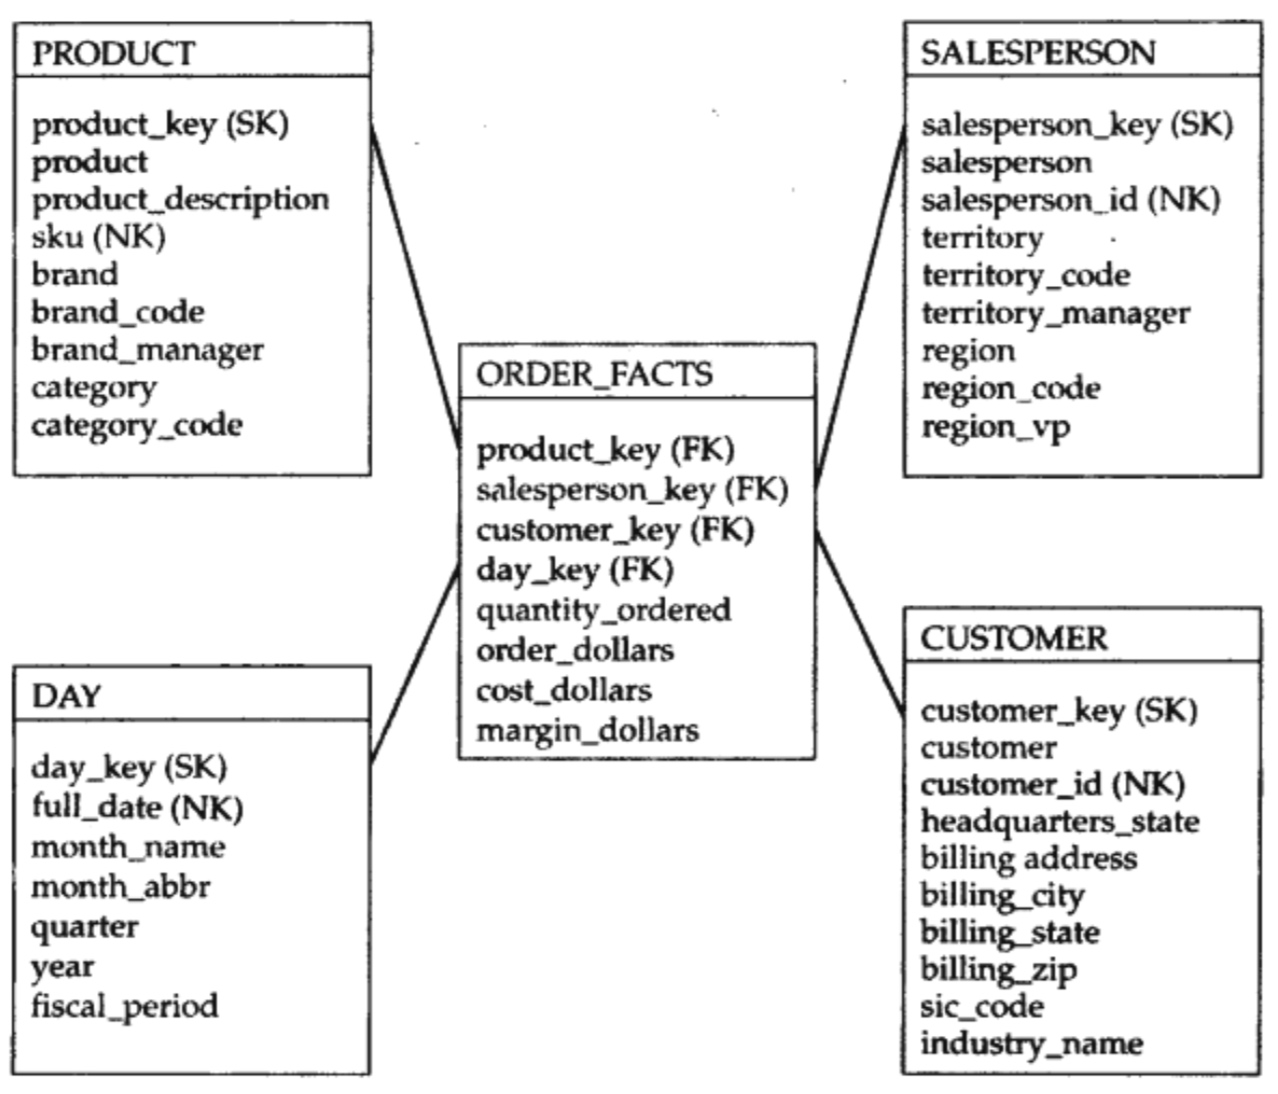 PRODUCT
product_key (SK)
product
product_description
sku (NK)
brand
brand_code
brand_manager
category
category_code
SALESPERSON
salesperson_key (SK)
salesperson
salesperson_id (NK)
territory
territory_code
territory_manager
region
region_code
region_vp
ORDER_FACTS
product_key (FK)
salesperson_key (FK)
customer_key (FK)
day_key (FK)
quantity_ordered
order_dollars
cost_dollars
margin_dollars
DAY
day_key (SK)
full_date (NK)
month_name
month_abbr
quarter
year
fiscal_period
CUSTOMER
customer_key (SK)
customer
customer_id (NK)
headquarters_state
billing address
billing_city
billing_state
billing_zip
sic_code
industry_name